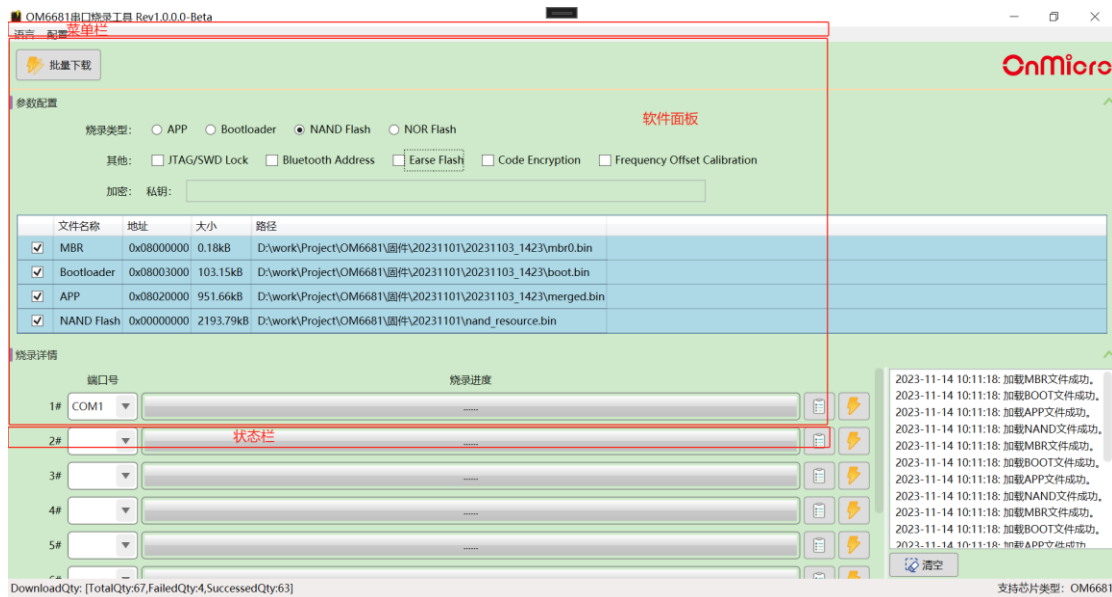 OM6681串口烧录工具 Rev1.0.0.0-Beta
语言 配置 菜单栏
批量下载
OnMicro
参数配置
软件面板
烧录类型: APP Bootloader NAND Flash NOR Flash
其他: JTAG/SWD Lock Bluetooth Address Earse Flash Code Encryption Frequency Offset Calibration
加密: 私钥:
文件名称 地址 大小 路径
MBR 0x08000000 0.18kB D:\work\Project\OM6681\固件\20231101\20231103_1423\mbr0.bin
Bootloader 0x08003000 103.15kB D:\work\Project\OM6681\固件\20231101\20231103_1423\boot.bin
APP 0x08020000 951.66kB D:\work\Project\OM6681\固件\20231101\20231103_1423\merged.bin
NAND Flash 0x00000000 2193.79kB D:\work\Project\OM6681\固件\20231101\nand_resource.bin
烧录详情
端口号 烧录进度
1# COM1 ......
2# ...... 状态栏
3# ......
4# ......
5# ......
6#
2023-11-14 10:11:18: 加载MBR文件成功。
2023-11-14 10:11:18: 加载BOOT文件成功。
2023-11-14 10:11:18: 加载APP文件成功。
2023-11-14 10:11:18: 加载NAND文件成功。
2023-11-14 10:11:18: 加载MBR文件成功。
2023-11-14 10:11:18: 加载BOOT文件成功。
2023-11-14 10:11:18: 加载APP文件成功。
2023-11-14 10:11:18: 加载NAND文件成功。
2023-11-14 10:11:18: 加载MBR文件成功。
2023-11-14 10:11:18: 加载BOOT文件成功。
2023-11-14 10:11:18: 加载APP文件成功
清空
DownloadQty: [TotalQty:67,FailedQty:4,SuccessedQty:63]
支持芯片类型: OM6681